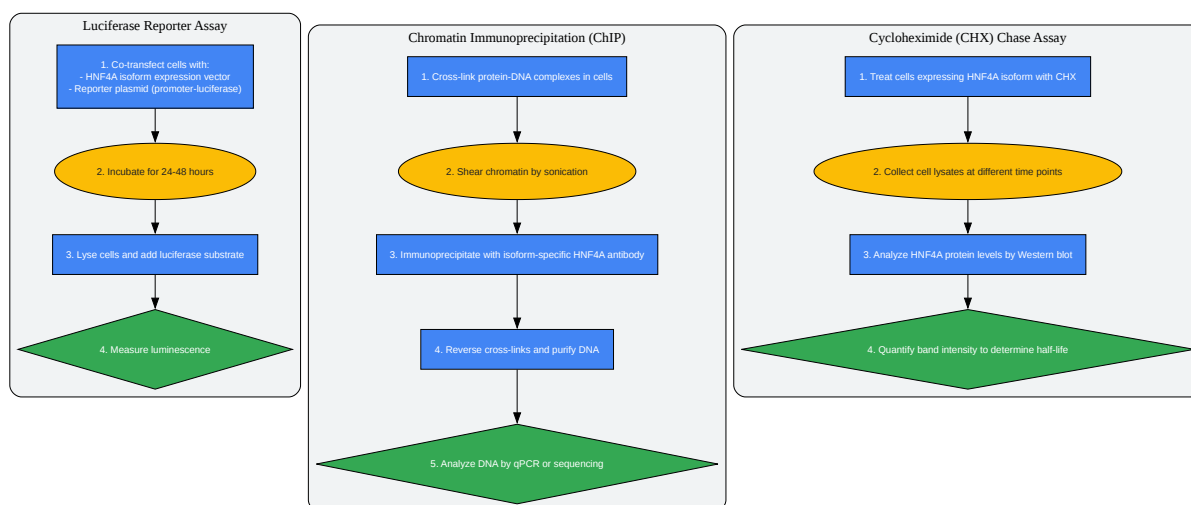 Luciferase Reporter Assay
1. Co-transfect cells with:
- HNF4A isoform expression vector
- Reporter plasmid (promoter-luciferase)
2. Incubate for 24-48 hours
3. Lyse cells and add luciferase substrate
4. Measure luminescence
Chromatin Immunoprecipitation (ChIP)
1. Cross-link protein-DNA complexes in cells
2. Shear chromatin by sonication
3. Immunoprecipitate with isoform-specific HNF4A antibody
4. Reverse cross-links and purify DNA
5. Analyze DNA by qPCR or sequencing
Cycloheximide (CHX) Chase Assay
1. Treat cells expressing HNF4A isoform with CHX
2. Collect cell lysates at different time points
3. Analyze HNF4A protein levels by Western blot
4. Quantify band intensity to determine half-life